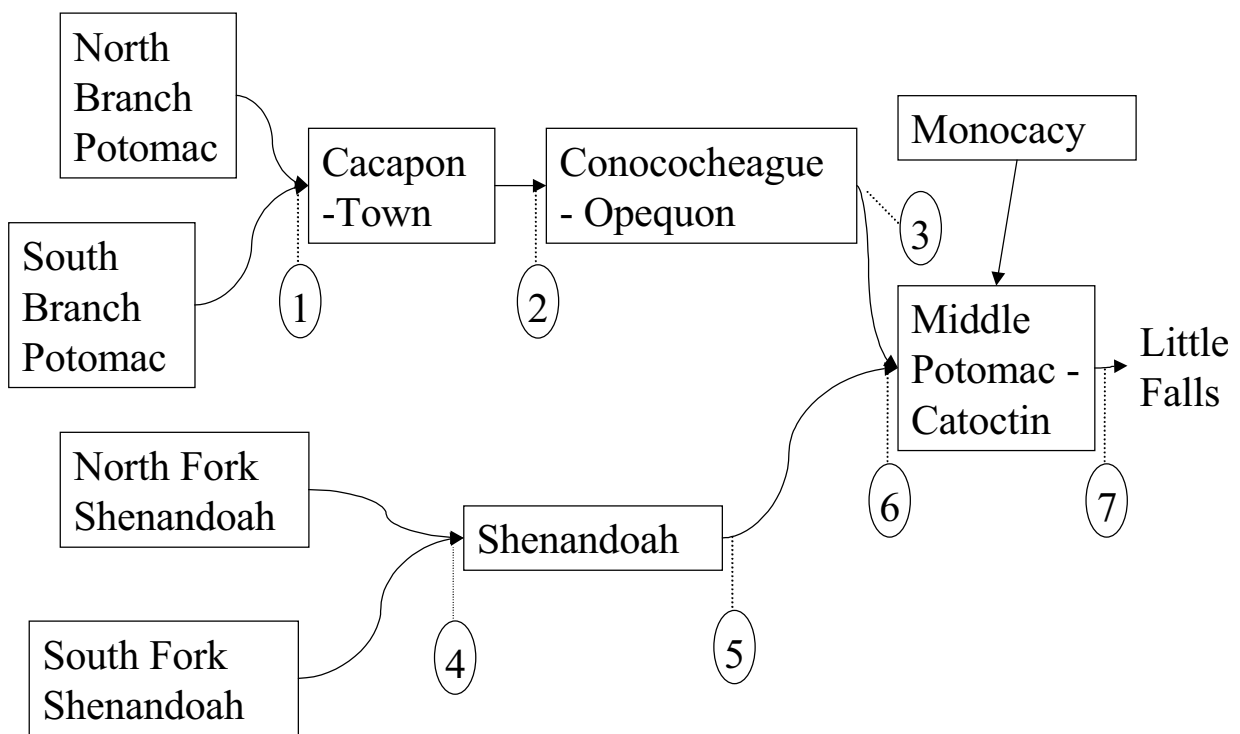 North
Branch
Potomac
South
Branch
Potomac
Cacapon
-Town
Conococheague
- Opequon
Monocacy
Middle
Potomac -
Catoctin
Little
Falls
1
2
3
North Fork
Shenandoah
South Fork
Shenandoah
Shenandoah
4
5
6
7